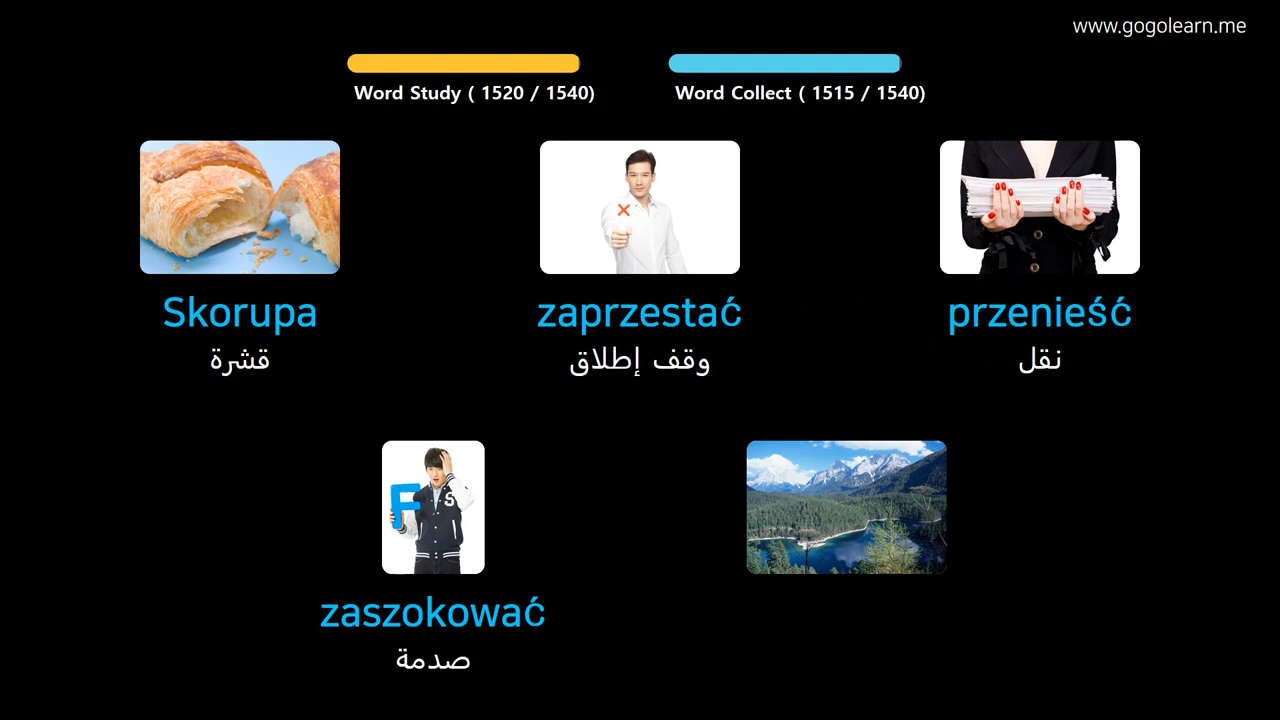 www.gogolearn.me
Word Study ( 1520 / 1540)
Word Collect ( 1515 / 1540)
Skorupa
قشرة
zaprzestać
وقف إطلاق
przenieść
نقل
F
S
zaszokować
صدمة